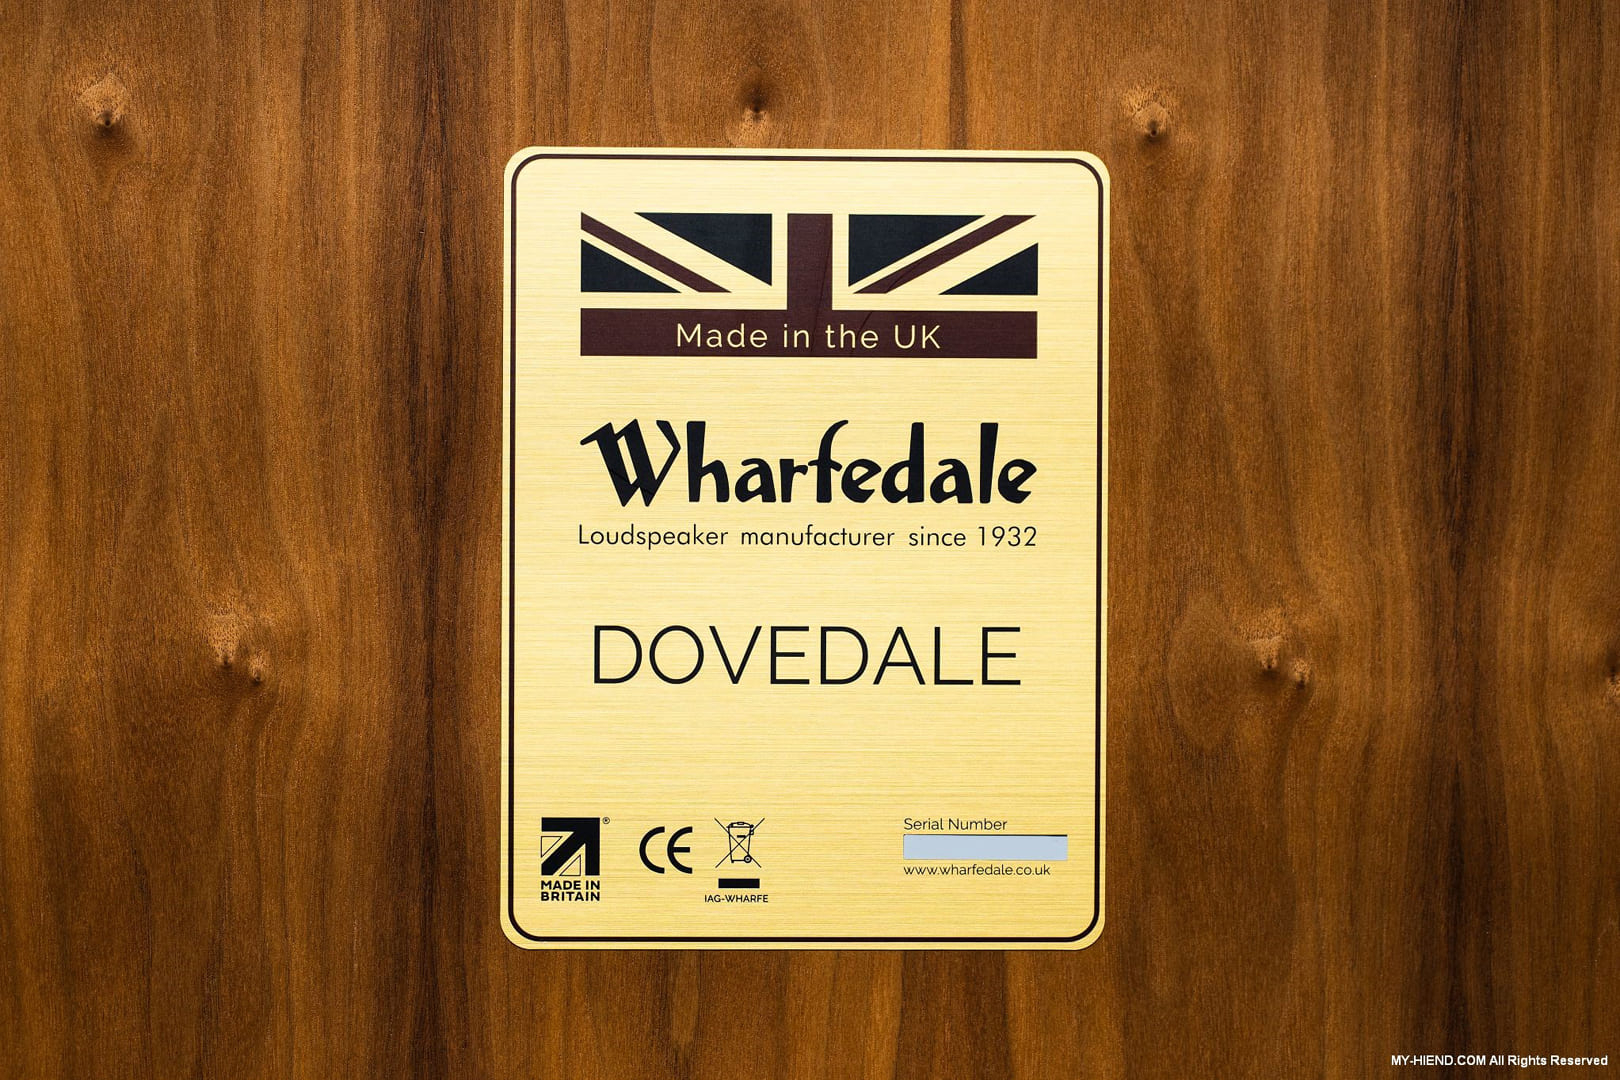 Made in the UK
Wharfedale
Loudspeaker manufacturer since 1932
DOVEDALE
®
MADE IN
BRITAIN
CE
IAG-WHARFE
Serial Number
www.wharfedale.co.uk
MY-HIEND.COM All Rights Reserved